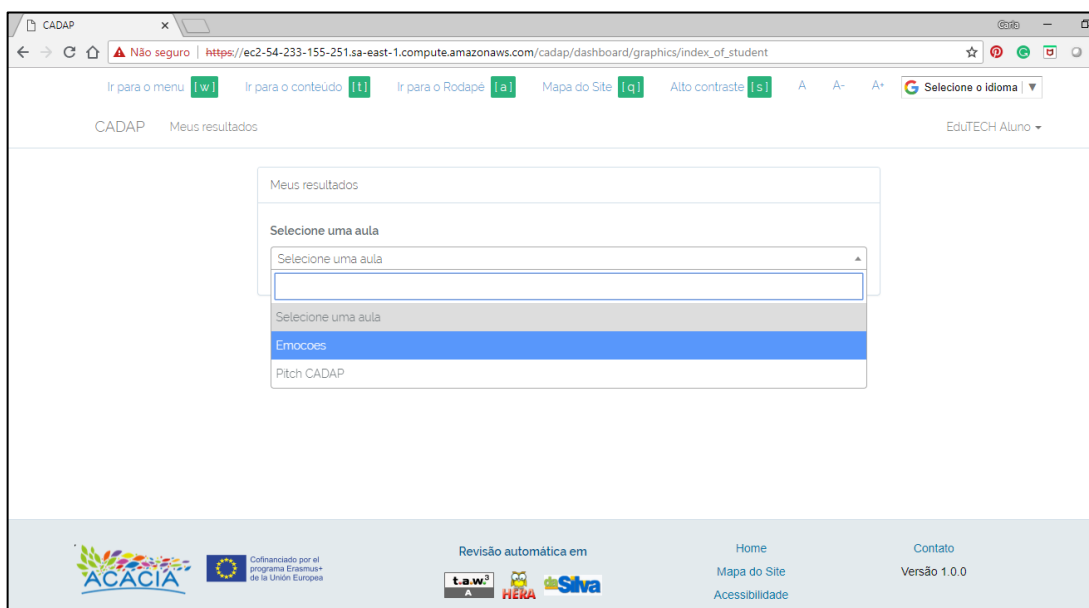 CADAP
Carla
Não seguro | https://ec2-54-233-155-251.sa-east-1.compute.amazonaws.com/cadap/dashboard/graphics/index_of_student
Ir para o menu [w] Ir para o conteúdo [t] Ir para o Rodapé [a] Mapa do Site [q] Alto contraste [s] A A- A+ G Selecione o idioma ▼
CADAP Meus resultados EduTECH Aluno
Meus resultados
Selecione uma aula
Selecione uma aula
Selecione uma aula
Emocoes
Pitch CADAP
ACACIA
Cofinanciado por el
programa Erasmus+
de la Unión Europea
Revisão automática em
t.a.w.³
A
HERA
daSilva
Home
Mapa do Site
Acessibilidade
Contato
Versão 1.0.0